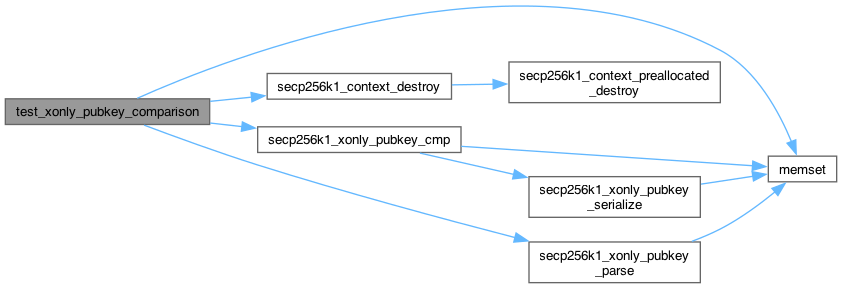 test_xonly_pubkey_comparison
secp256k1_context_destroy
secp256k1_context_preallocated
_destroy
secp256k1_xonly_pubkey_cmp
memset
secp256k1_xonly_pubkey
_serialize
secp256k1_xonly_pubkey
_parse